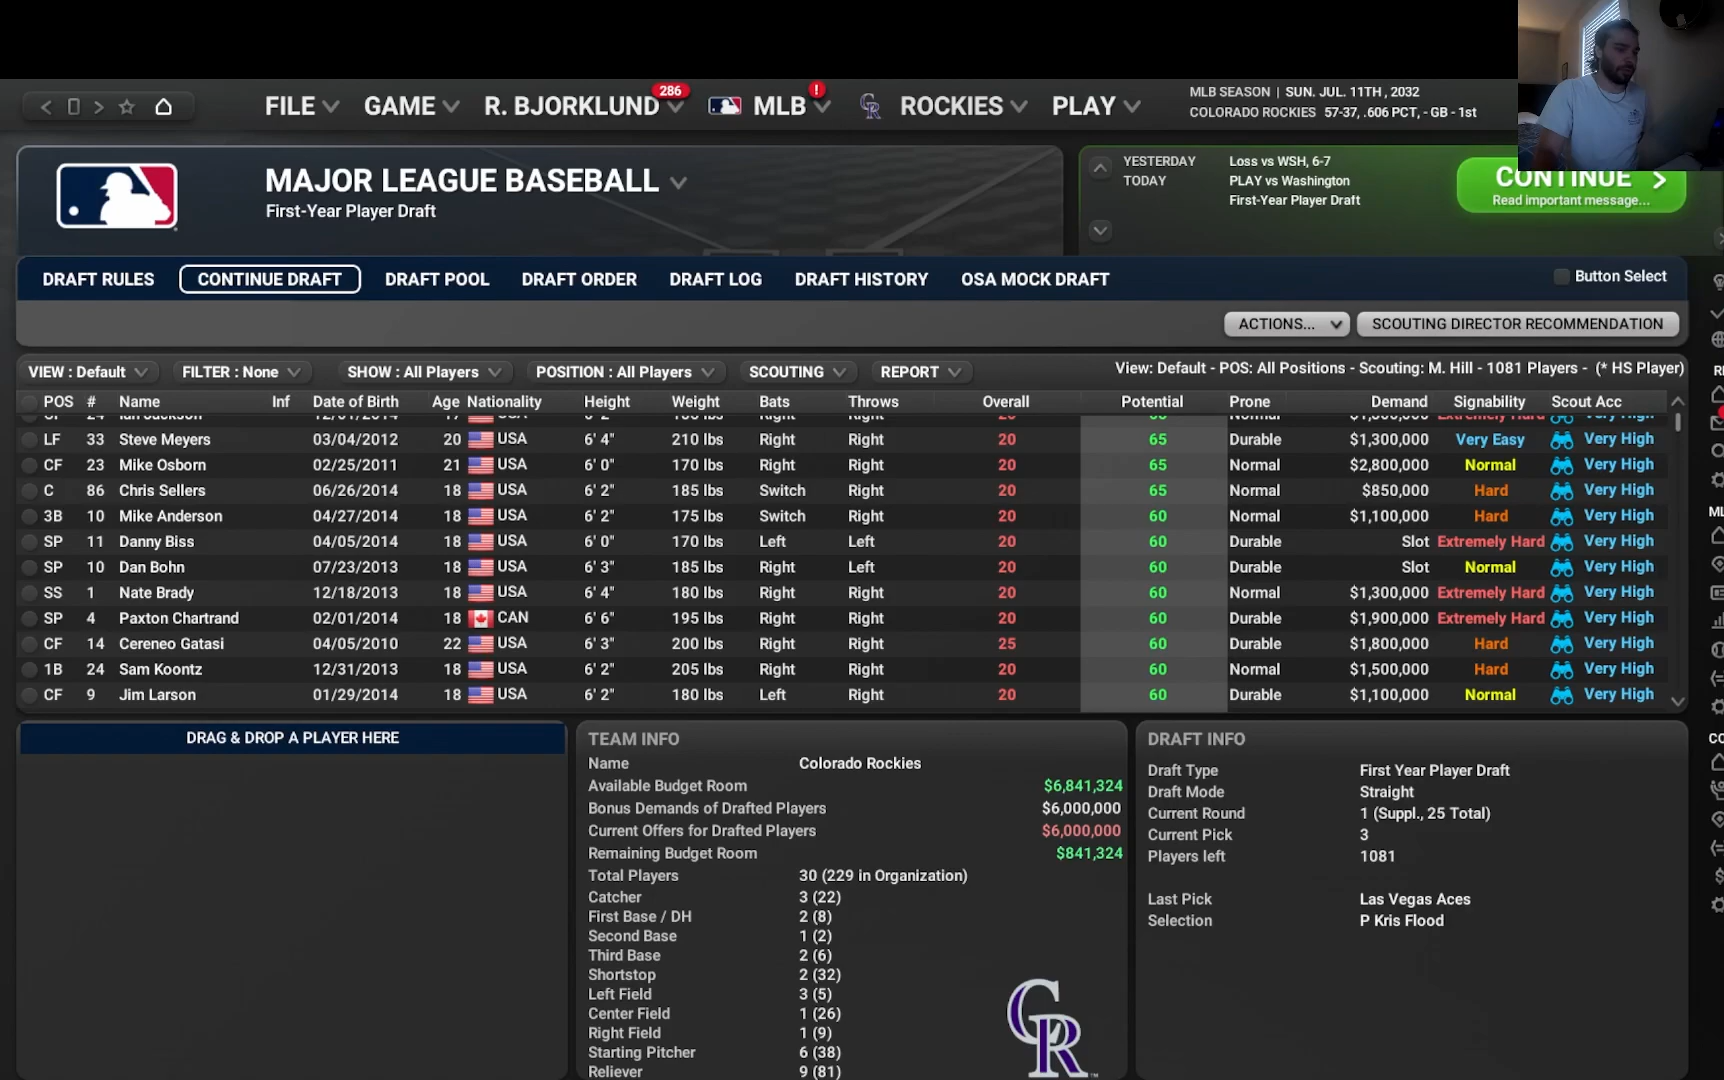 FILE GAME R. BJORKLUND 286 MLB ! ROCKIES PLAY
MLB SEASON | SUN. JUL. 11TH , 2032
COLORADO ROCKIES 57-37, .606 PCT, - GB - 1st
MAJOR LEAGUE BASEBALL
First-Year Player Draft
YESTERDAY Loss vs WSH, 6-7
TODAY PLAY vs Washington
First-Year Player Draft
CONTINUE
Read important message...
DRAFT RULES CONTINUE DRAFT DRAFT POOL DRAFT ORDER DRAFT LOG DRAFT HISTORY OSA MOCK DRAFT Button Select
ACTIONS... SCOUTING DIRECTOR RECOMMENDATION
VIEW : Default FILTER : None SHOW : All Players POSITION : All Players SCOUTING REPORT View: Default - POS: All Positions - Scouting: M. Hill - 1081 Players - (* HS Player)
POS # Name Inf Date of Birth Age Nationality Height Weight Bats Throws Overall Potential Prone Demand Signability Scout Acc
LF 33 Steve Meyers 03/04/2012 20 USA 6' 4" 210 lbs Right Right 20 65 Durable $1,300,000 Very Easy Very High
CF 23 Mike Osborn 02/25/2011 21 USA 6' 0" 170 lbs Right Right 20 65 Normal $2,800,000 Normal Very High
C 86 Chris Sellers 06/26/2014 18 USA 6' 2" 185 lbs Switch Right 20 65 Normal $850,000 Hard Very High
3B 10 Mike Anderson 04/27/2014 18 USA 6' 2" 175 lbs Switch Right 20 60 Normal $1,100,000 Hard Very High
SP 11 Danny Biss 04/05/2014 18 USA 6' 0" 170 lbs Left Left 20 60 Durable Slot Extremely Hard Very High
SP 10 Dan Bohn 07/23/2013 18 USA 6' 3" 185 lbs Right Left 20 60 Durable Slot Normal Very High
SS 1 Nate Brady 12/18/2013 18 USA 6' 4" 180 lbs Right Right 20 60 Normal $1,300,000 Extremely Hard Very High
SP 4 Paxton Chartrand 02/01/2014 18 CAN 6' 6" 195 lbs Right Right 20 60 Durable $1,900,000 Extremely Hard Very High
CF 14 Cereneo Gatasi 04/05/2010 22 USA 6' 3" 200 lbs Right Right 25 60 Durable $1,800,000 Hard Very High
1B 24 Sam Koontz 12/31/2013 18 USA 6' 2" 205 lbs Right Right 20 60 Normal $1,500,000 Hard Very High
CF 9 Jim Larson 01/29/2014 18 USA 6' 2" 180 lbs Left Right 20 60 Durable $1,100,000 Normal Very High
DRAG & DROP A PLAYER HERE
TEAM INFO
Name Colorado Rockies
Available Budget Room $6,841,324
Bonus Demands of Drafted Players $6,000,000
Current Offers for Drafted Players $6,000,000
Remaining Budget Room $841,324
Total Players 30 (229 in Organization)
Catcher 3 (22)
First Base / DH 2 (8)
Second Base 1 (2)
Third Base 2 (6)
Shortstop 2 (32)
Left Field 3 (5)
Center Field 1 (26)
Right Field 1 (9)
Starting Pitcher 6 (38)
Reliever 9 (81)
CR
DRAFT INFO
Draft Type First Year Player Draft
Draft Mode Straight
Current Round 1 (Suppl., 25 Total)
Current Pick 3
Players left 1081
Last Pick Las Vegas Aces
Selection P Kris Flood